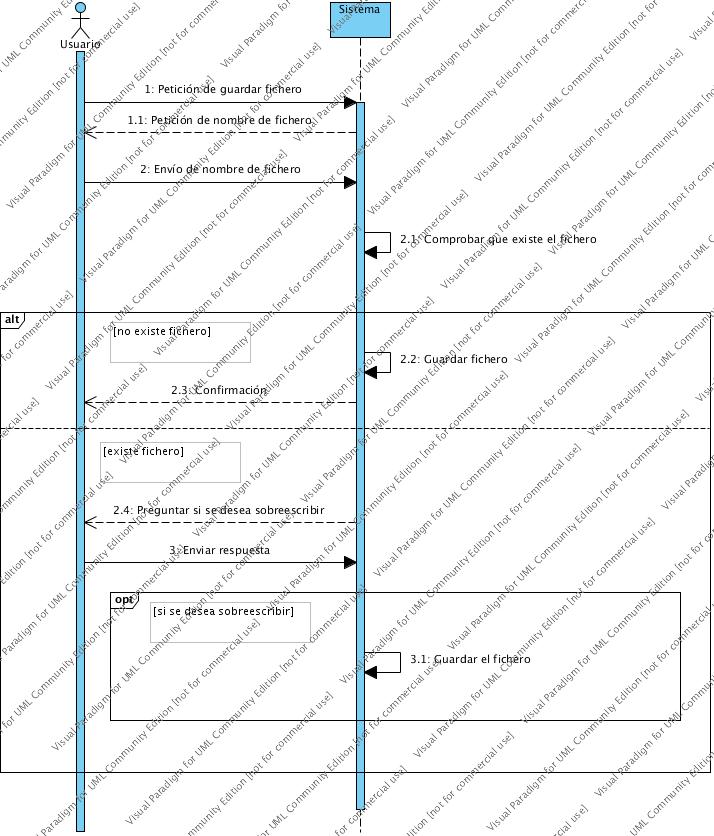 Usuario
Sistema
1: Petición de guardar fichero
1.1: Petición de nombre de fichero
2: Envío de nombre de fichero
2.1: Comprobar que existe el fichero
alt
[no existe fichero]
2.2: Guardar fichero
2.3: Confirmación
[existe fichero]
2.4: Preguntar si se desea sobreescribir
3: Enviar respuesta
opt
[si se desea sobreescribir]
3.1: Guardar el fichero
Visual Paradigm for UML Community Edition [not for commercial use]